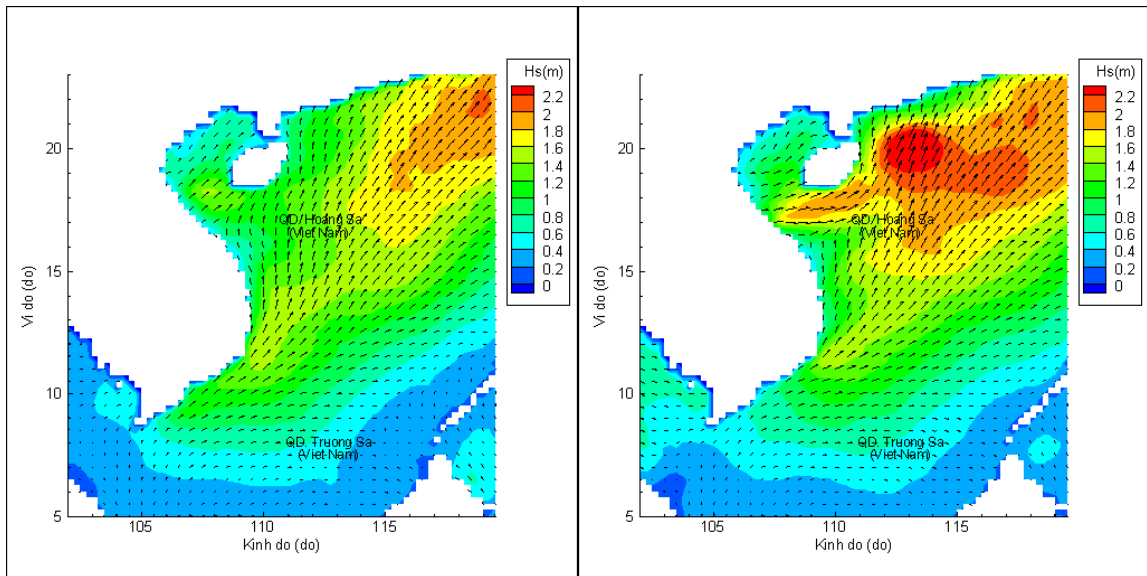 Hs(m)
2.2
2
1.8
1.6
1.4
1.2
1
0.8
0.6
0.4
0.2
0
20
15
10
5
Vi do (do)
QD/Hoang Sa
(Viet Nam)
QD. Truong Sa
(Viet Nam)
105
110
115
Kinh do (do)
Hs(m)
2.2
2
1.8
1.6
1.4
1.2
1
0.8
0.6
0.4
0.2
0
20
15
10
5
Vi do (do)
QD/Hoang Sa
(Viet Nam)
QD. Truong Sa
(Viet Nam)
105
110
115
Kinh do (do)